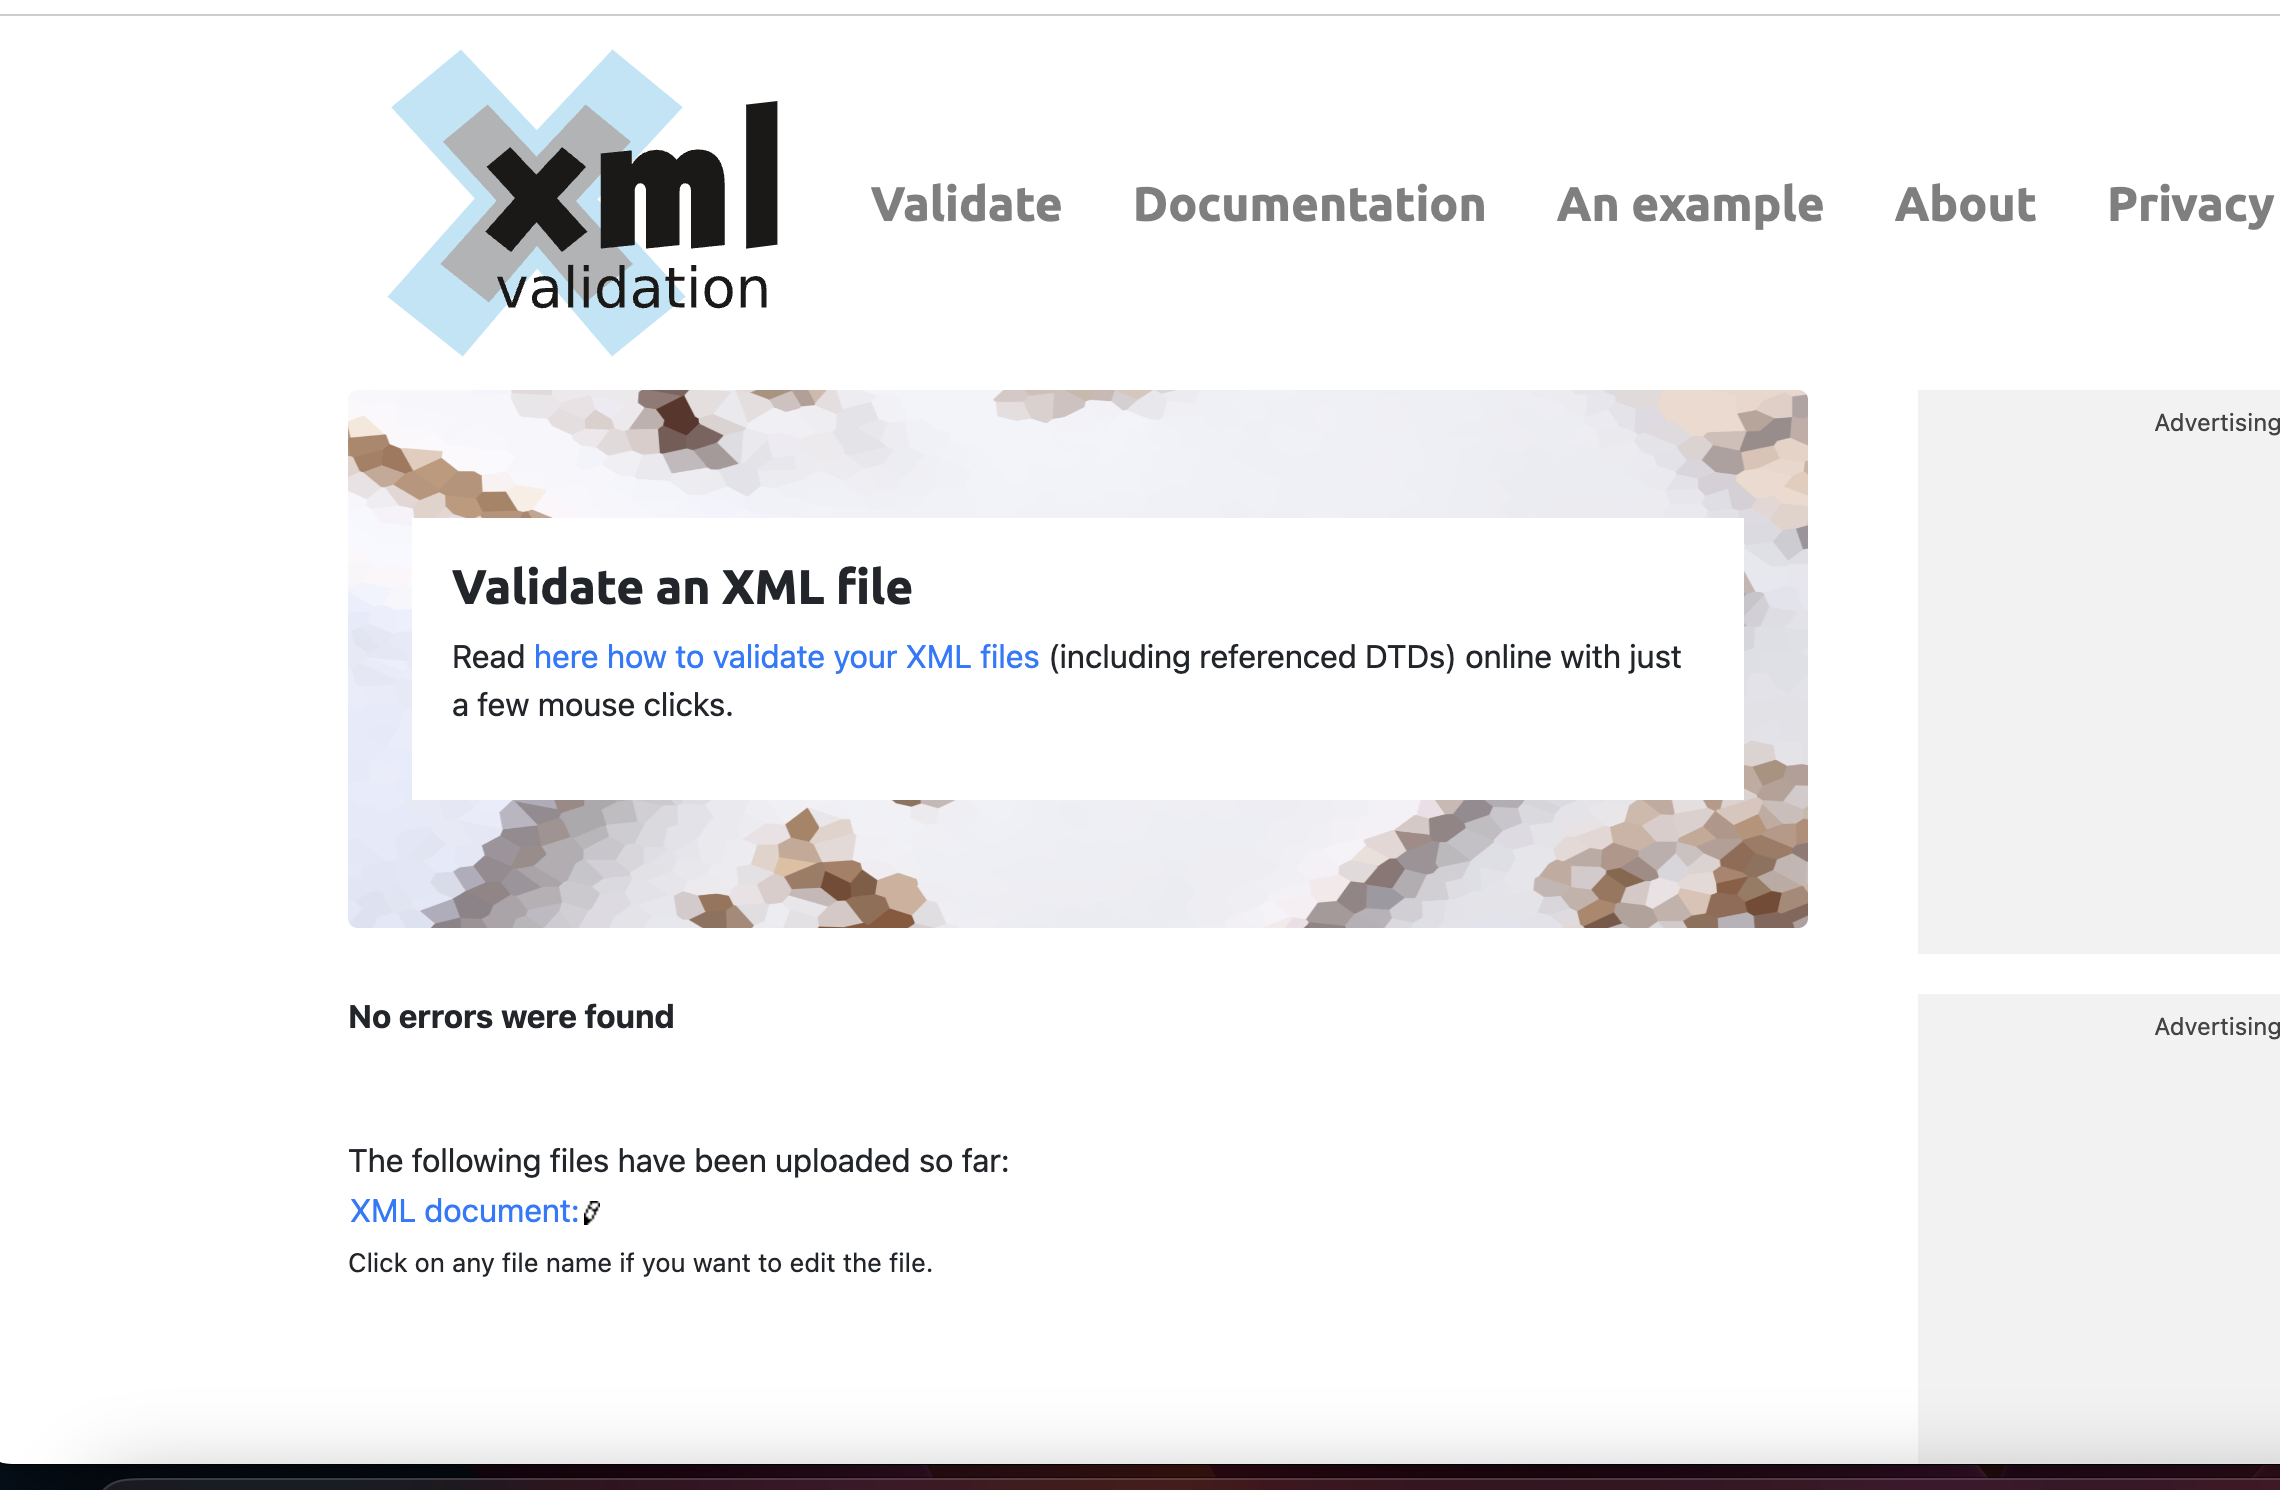 xml
validation
Validate
Documentation
An example
About
Privacy
Advertising
Validate an XML file
Read here how to validate your XML files (including referenced DTDs) online with just
a few mouse clicks.
No errors were found
Advertising
The following files have been uploaded so far:
XML document:
Click on any file name if you want to edit the file.